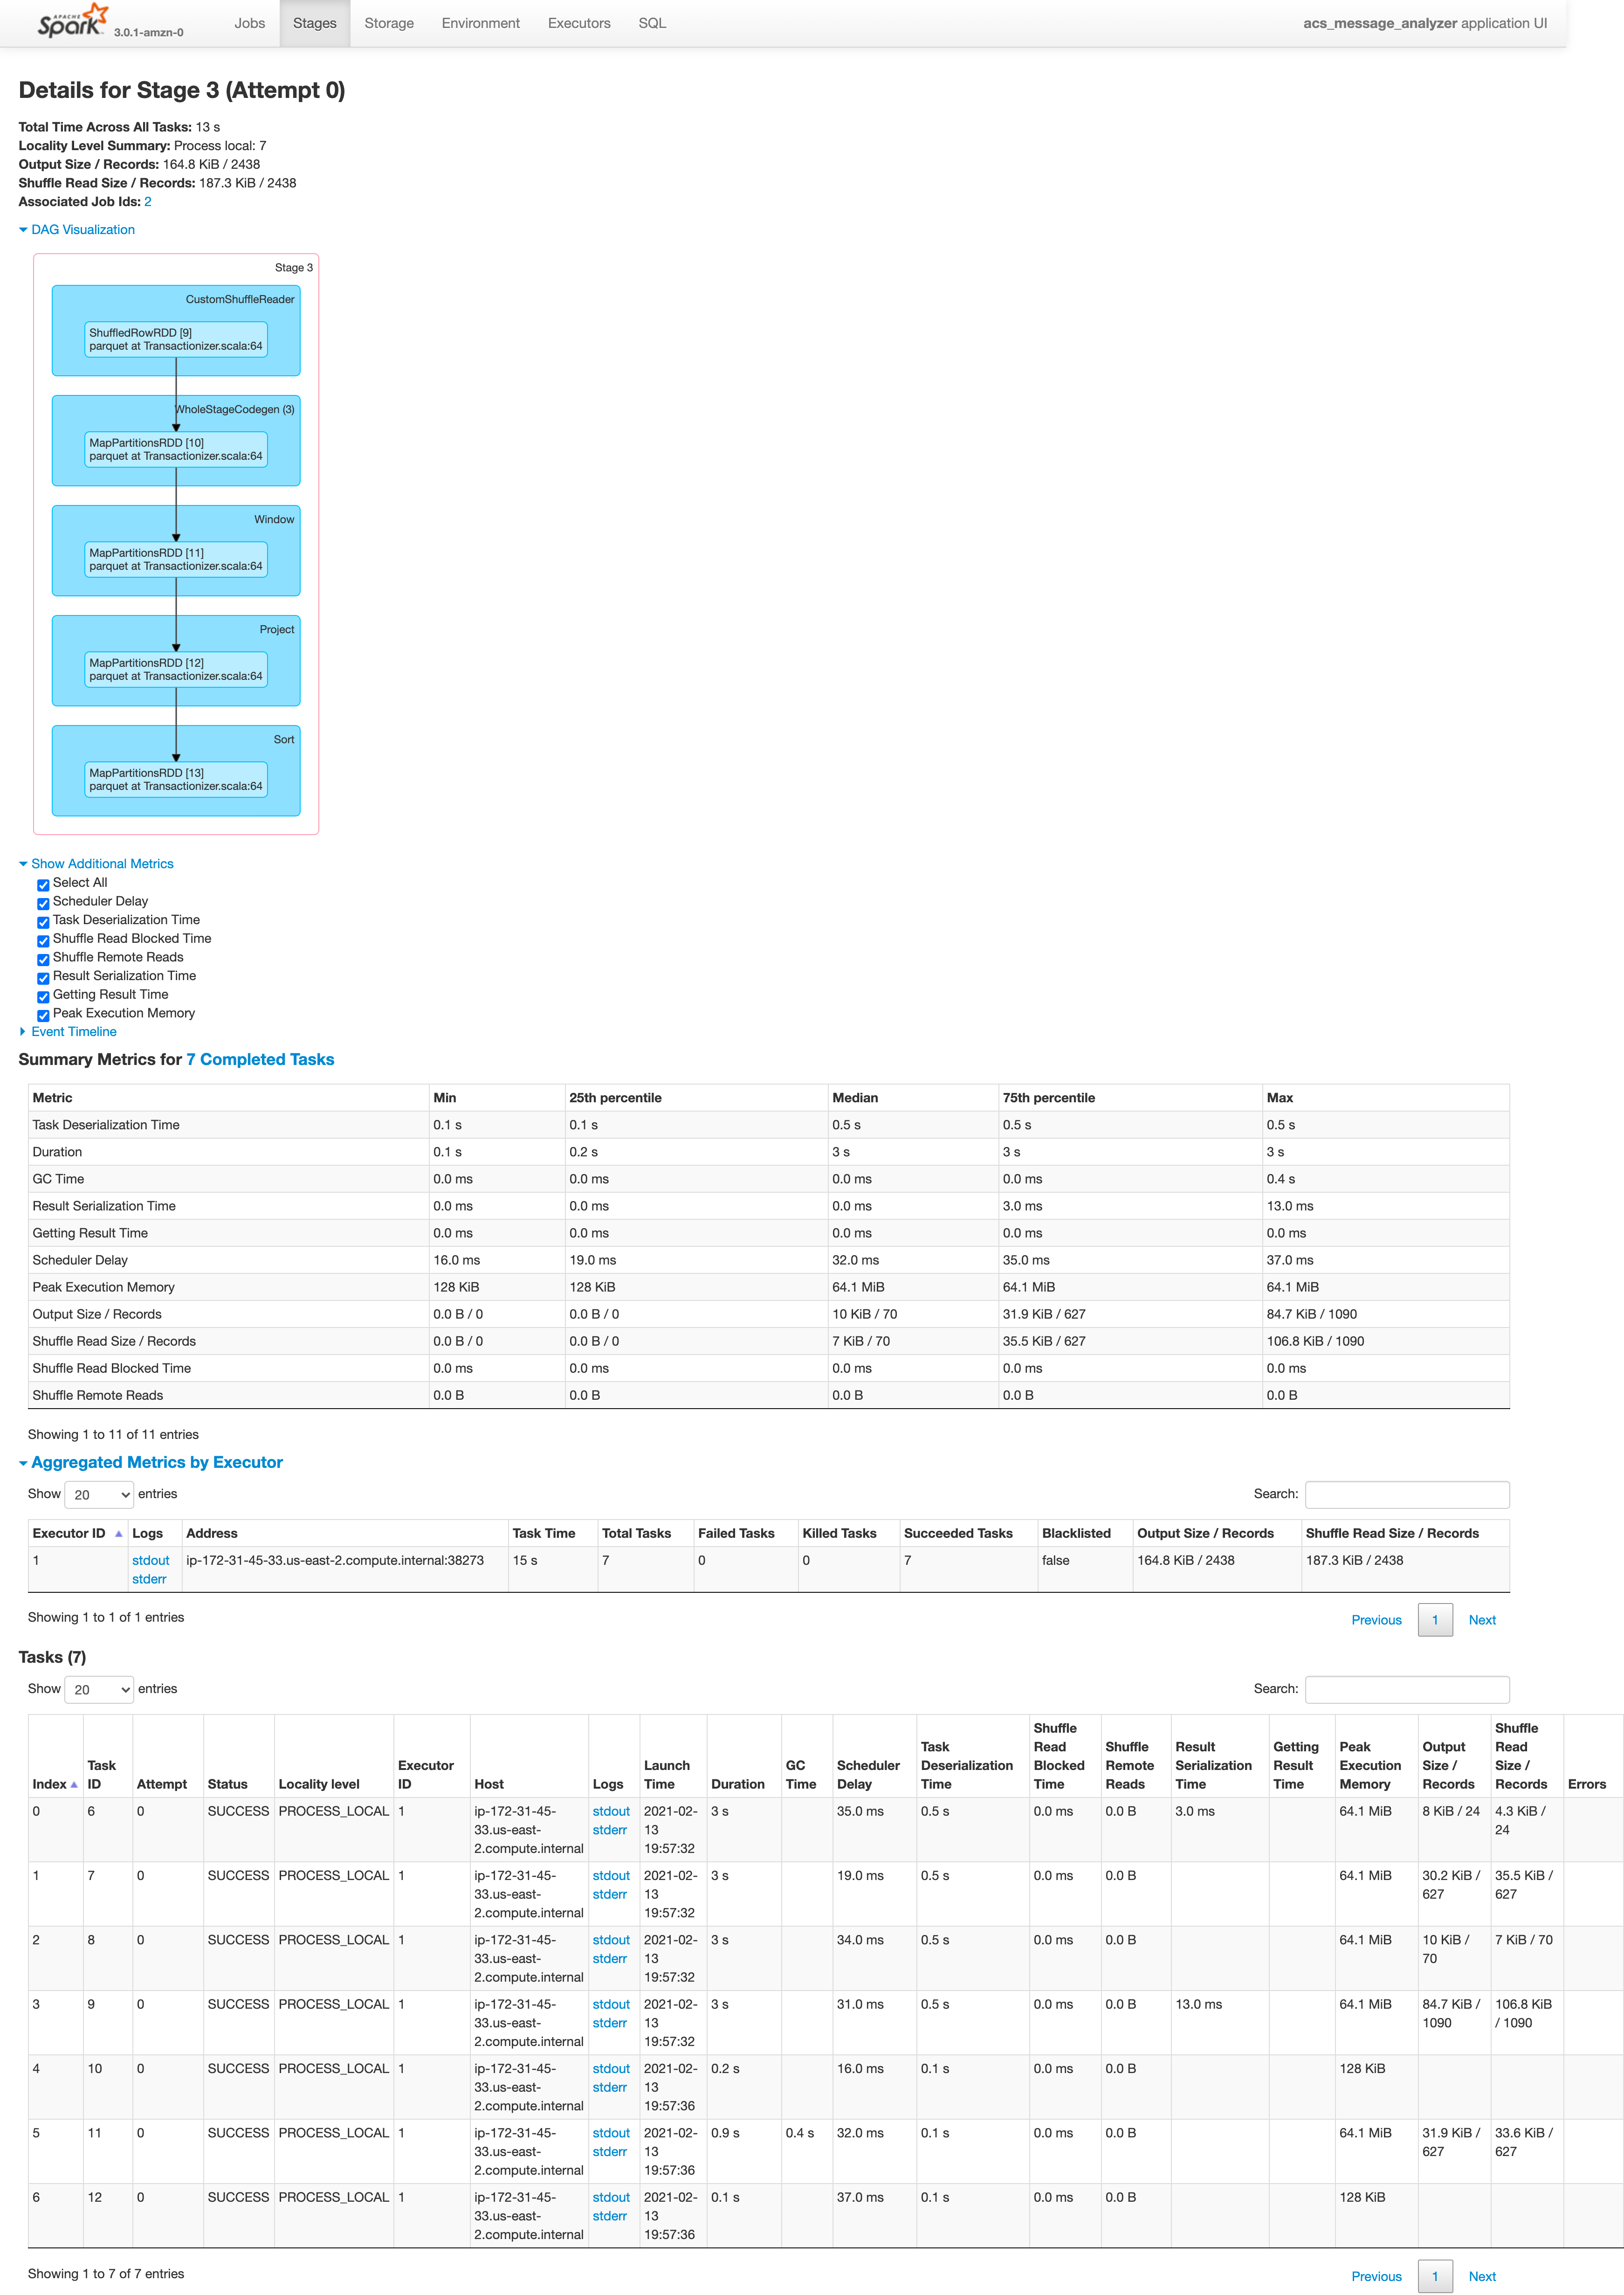 APACHE
Spark 3.0.1-amzn-0 Jobs Stages Storage Environment Executors SQL acs_message_analyzer application UI
Details for Stage 3 (Attempt 0)
Total Time Across All Tasks: 13 s
Locality Level Summary: Process local: 7
Output Size / Records: 164.8 KiB / 2438
Shuffle Read Size / Records: 187.3 KiB / 2438
Associated Job Ids: 2
DAG Visualization
Stage 3
CustomShuffleReader
ShuffledRowRDD [9]
parquet at Transactionizer.scala:64
WholeStageCodegen (3)
MapPartitionsRDD [10]
parquet at Transactionizer.scala:64
Window
MapPartitionsRDD [11]
parquet at Transactionizer.scala:64
Project
MapPartitionsRDD [12]
parquet at Transactionizer.scala:64
Sort
MapPartitionsRDD [13]
parquet at Transactionizer.scala:64
Show Additional Metrics
Select All
Scheduler Delay
Task Deserialization Time
Shuffle Read Blocked Time
Shuffle Remote Reads
Result Serialization Time
Getting Result Time
Peak Execution Memory
Event Timeline
Summary Metrics for 7 Completed Tasks
Metric Min 25th percentile Median 75th percentile Max
Task Deserialization Time 0.1 s 0.1 s 0.5 s 0.5 s 0.5 s
Duration 0.1 s 0.2 s 3 s 3 s 3 s
GC Time 0.0 ms 0.0 ms 0.0 ms 0.0 ms 0.4 s
Result Serialization Time 0.0 ms 0.0 ms 0.0 ms 3.0 ms 13.0 ms
Getting Result Time 0.0 ms 0.0 ms 0.0 ms 0.0 ms 0.0 ms
Scheduler Delay 16.0 ms 19.0 ms 32.0 ms 35.0 ms 37.0 ms
Peak Execution Memory 128 KiB 128 KiB 64.1 MiB 64.1 MiB 64.1 MiB
Output Size / Records 0.0 B / 0 0.0 B / 0 10 KiB / 70 31.9 KiB / 627 84.7 KiB / 1090
Shuffle Read Size / Records 0.0 B / 0 0.0 B / 0 7 KiB / 70 35.5 KiB / 627 106.8 KiB / 1090
Shuffle Read Blocked Time 0.0 ms 0.0 ms 0.0 ms 0.0 ms 0.0 ms
Shuffle Remote Reads 0.0 B 0.0 B 0.0 B 0.0 B 0.0 B
Showing 1 to 11 of 11 entries
Aggregated Metrics by Executor
Show 20 entries Search:
Executor ID Logs Address Task Time Total Tasks Failed Tasks Killed Tasks Succeeded Tasks Blacklisted Output Size / Records Shuffle Read Size / Records
1 stdout ip-172-31-45-33.us-east-2.compute.internal:38273 15 s 7 0 0 7 false 164.8 KiB / 2438 187.3 KiB / 2438
stderr
Showing 1 to 1 of 1 entries Previous 1 Next
Tasks (7)
Show 20 entries Search:
Shuffle Shuffle
Task Read Shuffle Result Getting Peak Output Read
Task Executor Launch GC Scheduler Deserialization Blocked Remote Serialization Result Execution Size / Size /
Index ID Attempt Status Locality level ID Host Logs Time Duration Time Delay Time Time Reads Time Time Memory Records Records Errors
0 6 0 SUCCESS PROCESS_LOCAL 1 ip-172-31-45- stdout 2021-02- 3 s 35.0 ms 0.5 s 0.0 ms 0.0 B 3.0 ms 64.1 MiB 8 KiB / 24 4.3 KiB /
33.us-east- stderr 13 24
2.compute.internal 19:57:32
1 7 0 SUCCESS PROCESS_LOCAL 1 ip-172-31-45- stdout 2021-02- 3 s 19.0 ms 0.5 s 0.0 ms 0.0 B 64.1 MiB 30.2 KiB / 35.5 KiB /
33.us-east- stderr 13 627 627
2.compute.internal 19:57:32
2 8 0 SUCCESS PROCESS_LOCAL 1 ip-172-31-45- stdout 2021-02- 3 s 34.0 ms 0.5 s 0.0 ms 0.0 B 64.1 MiB 10 KiB / 7 KiB / 70
33.us-east- stderr 13 70
2.compute.internal 19:57:32
3 9 0 SUCCESS PROCESS_LOCAL 1 ip-172-31-45- stdout 2021-02- 3 s 31.0 ms 0.5 s 0.0 ms 0.0 B 13.0 ms 64.1 MiB 84.7 KiB / 106.8 KiB
33.us-east- stderr 13 1090 / 1090
2.compute.internal 19:57:32
4 10 0 SUCCESS PROCESS_LOCAL 1 ip-172-31-45- stdout 2021-02- 0.2 s 16.0 ms 0.1 s 0.0 ms 0.0 B 128 KiB
33.us-east- stderr 13
2.compute.internal 19:57:36
5 11 0 SUCCESS PROCESS_LOCAL 1 ip-172-31-45- stdout 2021-02- 0.9 s 0.4 s 32.0 ms 0.1 s 0.0 ms 0.0 B 64.1 MiB 31.9 KiB / 33.6 KiB /
33.us-east- stderr 13 627 627
2.compute.internal 19:57:36
6 12 0 SUCCESS PROCESS_LOCAL 1 ip-172-31-45- stdout 2021-02- 0.1 s 37.0 ms 0.1 s 0.0 ms 0.0 B 128 KiB
33.us-east- stderr 13
2.compute.internal 19:57:36
Showing 1 to 7 of 7 entries Previous 1 Next